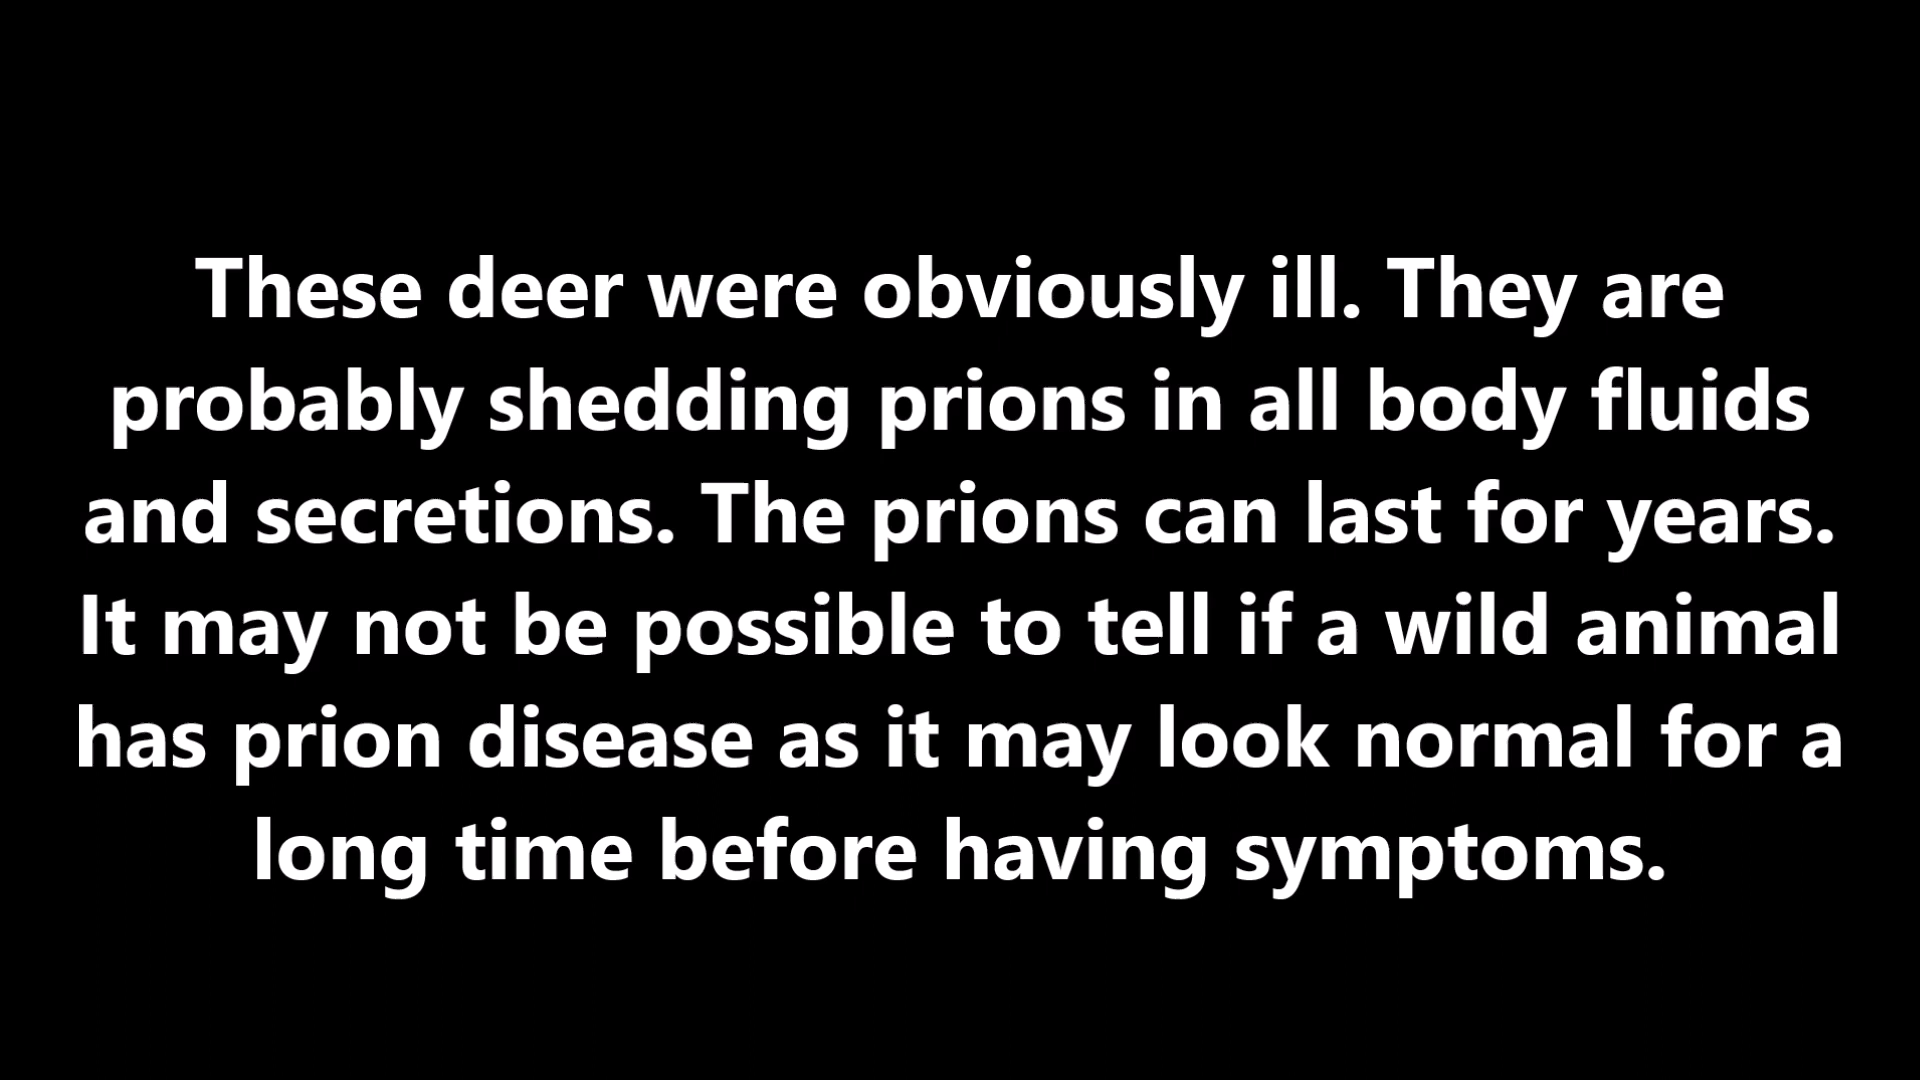 These deer were obviously ill. They are
probably shedding prions in all body fluids
and secretions. The prions can last for years.
It may not be possible to tell if a wild animal
has prion disease as it may look normal for a
long time before having symptoms.